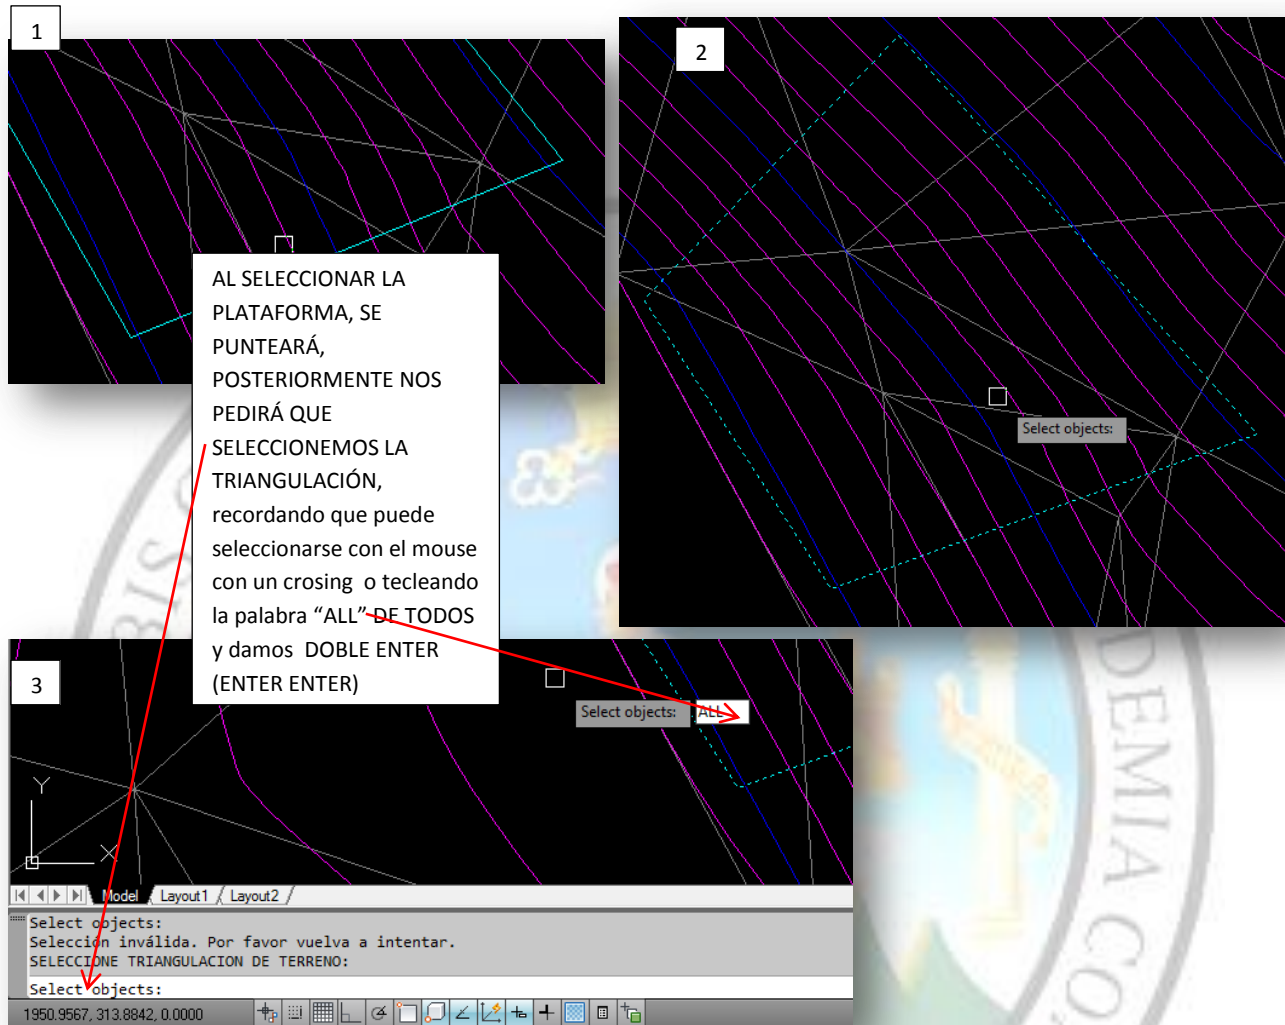 1
2
AL SELECCIONAR LA
PLATAFORMA, SE
PUNTEARÁ,
POSTERIORMENTE NOS
PEDIRÁ QUE
SELECCIONEMOS LA
TRIANGULACIÓN,
recordando que puede
seleccionarse con el mouse
con un crosing o tecleando
la palabra “ALL” DE TODOS
y damos DOBLE ENTER
(ENTER ENTER)
Select objects:
3
Select objects: ALL
Y
X
Model Layout1 Layout2
Select objects:
Selección inválida. Por favor vuelva a intentar.
SELECCIONE TRIANGULACION DE TERRENO:
Select objects:
1950.9567, 313.8842, 0.0000
DEMIA CO